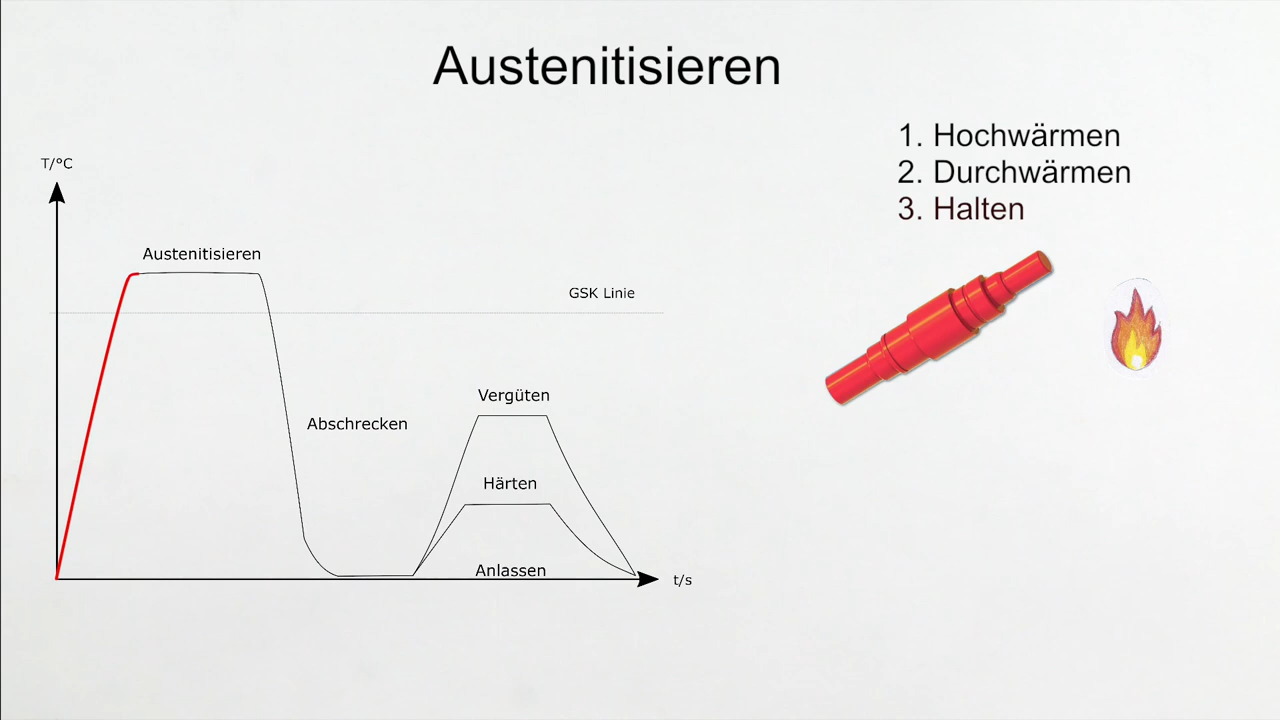 Austenitisieren
1. Hochwärmen
2. Durchwärmen
3. Halten
T/°C
Austenitisieren
GSK Linie
Vergüten
Abschrecken
Härten
Anlassen
t/s